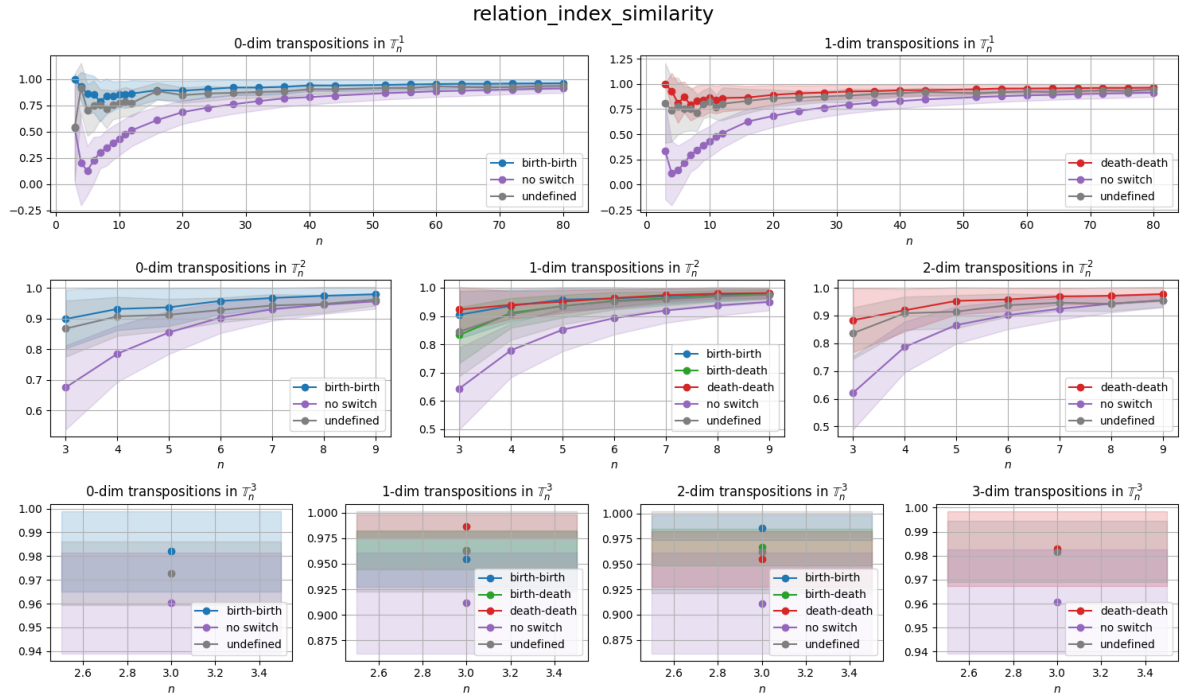 relation_index_similarity
0-dim transpositions in 𝕋ₙ¹
1.00
0.75
0.50
0.25
0.00
−0.25
0
10
20
30
40
50
60
70
80
n
birth-birth
no switch
undefined
1-dim transpositions in 𝕋ₙ¹
1.25
1.00
0.75
0.50
0.25
0.00
−0.25
0
10
20
30
40
50
60
70
80
n
death-death
no switch
undefined
0-dim transpositions in 𝕋ₙ²
1.0
0.9
0.8
0.7
0.6
3
4
5
6
7
8
9
n
birth-birth
no switch
undefined
1-dim transpositions in 𝕋ₙ²
1.0
0.9
0.8
0.7
0.6
0.5
3
4
5
6
7
8
9
n
birth-birth
birth-death
death-death
no switch
undefined
2-dim transpositions in 𝕋ₙ²
1.0
0.9
0.8
0.7
0.6
0.5
3
4
5
6
7
8
9
n
death-death
no switch
undefined
0-dim transpositions in 𝕋ₙ³
1.00
0.99
0.98
0.97
0.96
0.95
0.94
2.6
2.8
3.0
3.2
3.4
n
birth-birth
no switch
undefined
1-dim transpositions in 𝕋ₙ³
1.000
0.975
0.950
0.925
0.900
0.875
2.6
2.8
3.0
3.2
3.4
n
birth-birth
birth-death
death-death
no switch
undefined
2-dim transpositions in 𝕋ₙ³
1.000
0.975
0.950
0.925
0.900
0.875
2.6
2.8
3.0
3.2
3.4
n
birth-birth
birth-death
death-death
no switch
undefined
3-dim transpositions in 𝕋ₙ³
1.00
0.99
0.98
0.97
0.96
0.95
0.94
2.6
2.8
3.0
3.2
3.4
n
death-death
no switch
undefined